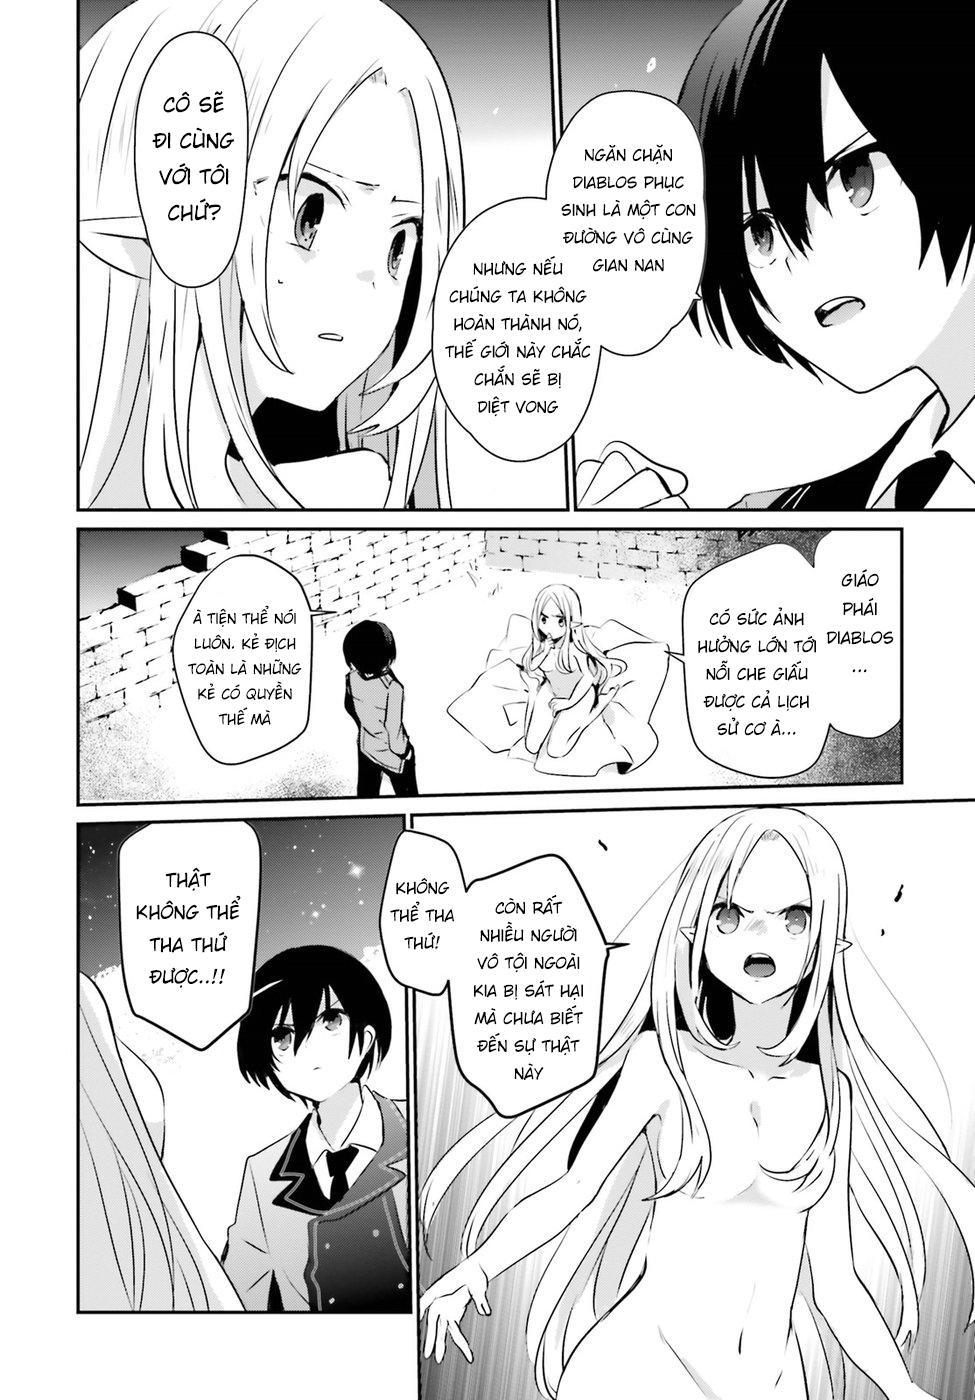 NGĂN CHẶN
DIABLOS PHỤC
SINH LÀ MỘT CON
ĐƯỜNG VÔ CÙNG
GIAN NAN
NHƯNG NẾU
CHÚNG TA KHÔNG
HOÀN THÀNH NÓ,
THẾ GIỚI NÀY CHẮC
CHẮN SẼ BỊ
DIỆT VONG
CÔ SẼ
ĐI CÙNG
VỚI TÔI
CHỨ?
GIÁO
PHÁI
DIABLOS
...
CÓ SỨC ẢNH
HƯỞNG LỚN TỚI
NỖI CHE GIẤU
ĐƯỢC CẢ LỊCH
SỬ CƠ À...
À TIỆN THỂ NÓI
LUÔN. KẺ ĐỊCH
TOÀN LÀ NHỮNG
KẺ CÓ QUYỀN
THẾ MÀ
CÒN RẤT
NHIỀU NGƯỜI
VÔ TỘI NGOÀI
KIA BỊ SÁT HẠI
MÀ CHƯA BIẾT
ĐẾN SỰ THẬT
NÀY
KHÔNG
THỂ THA
THỨ!
THẬT
KHÔNG THỂ
THA THỨ
ĐƯỢC..!!